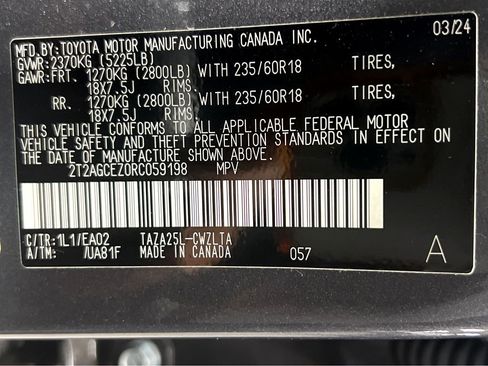 MFD.BY:TOYOTA MOTOR MANUFACTURING CANADA INC. 03/24
GVWR:2370KG (5225LB)
GAWR:FRT. 1270KG (2800LB) WITH 235/60R18 TIRES,
18X7.5J RIMS.
RR. 1270KG (2800LB) WITH 235/60R18 TIRES,
18X7.5J RIMS.
THIS VEHICLE CONFORMS TO ALL APPLICABLE FEDERAL MOTOR
VEHICLE SAFETY AND THEFT PREVENTION STANDARDS IN EFFECT ON
THE DATE OF MANUFACTURE SHOWN ABOVE.
2T2AGCEZ0RC059198 MPV
C/TR:1L1/EA02 TAZA25L-CWZLTA
A/TM: /UA81F MADE IN CANADA 057 A